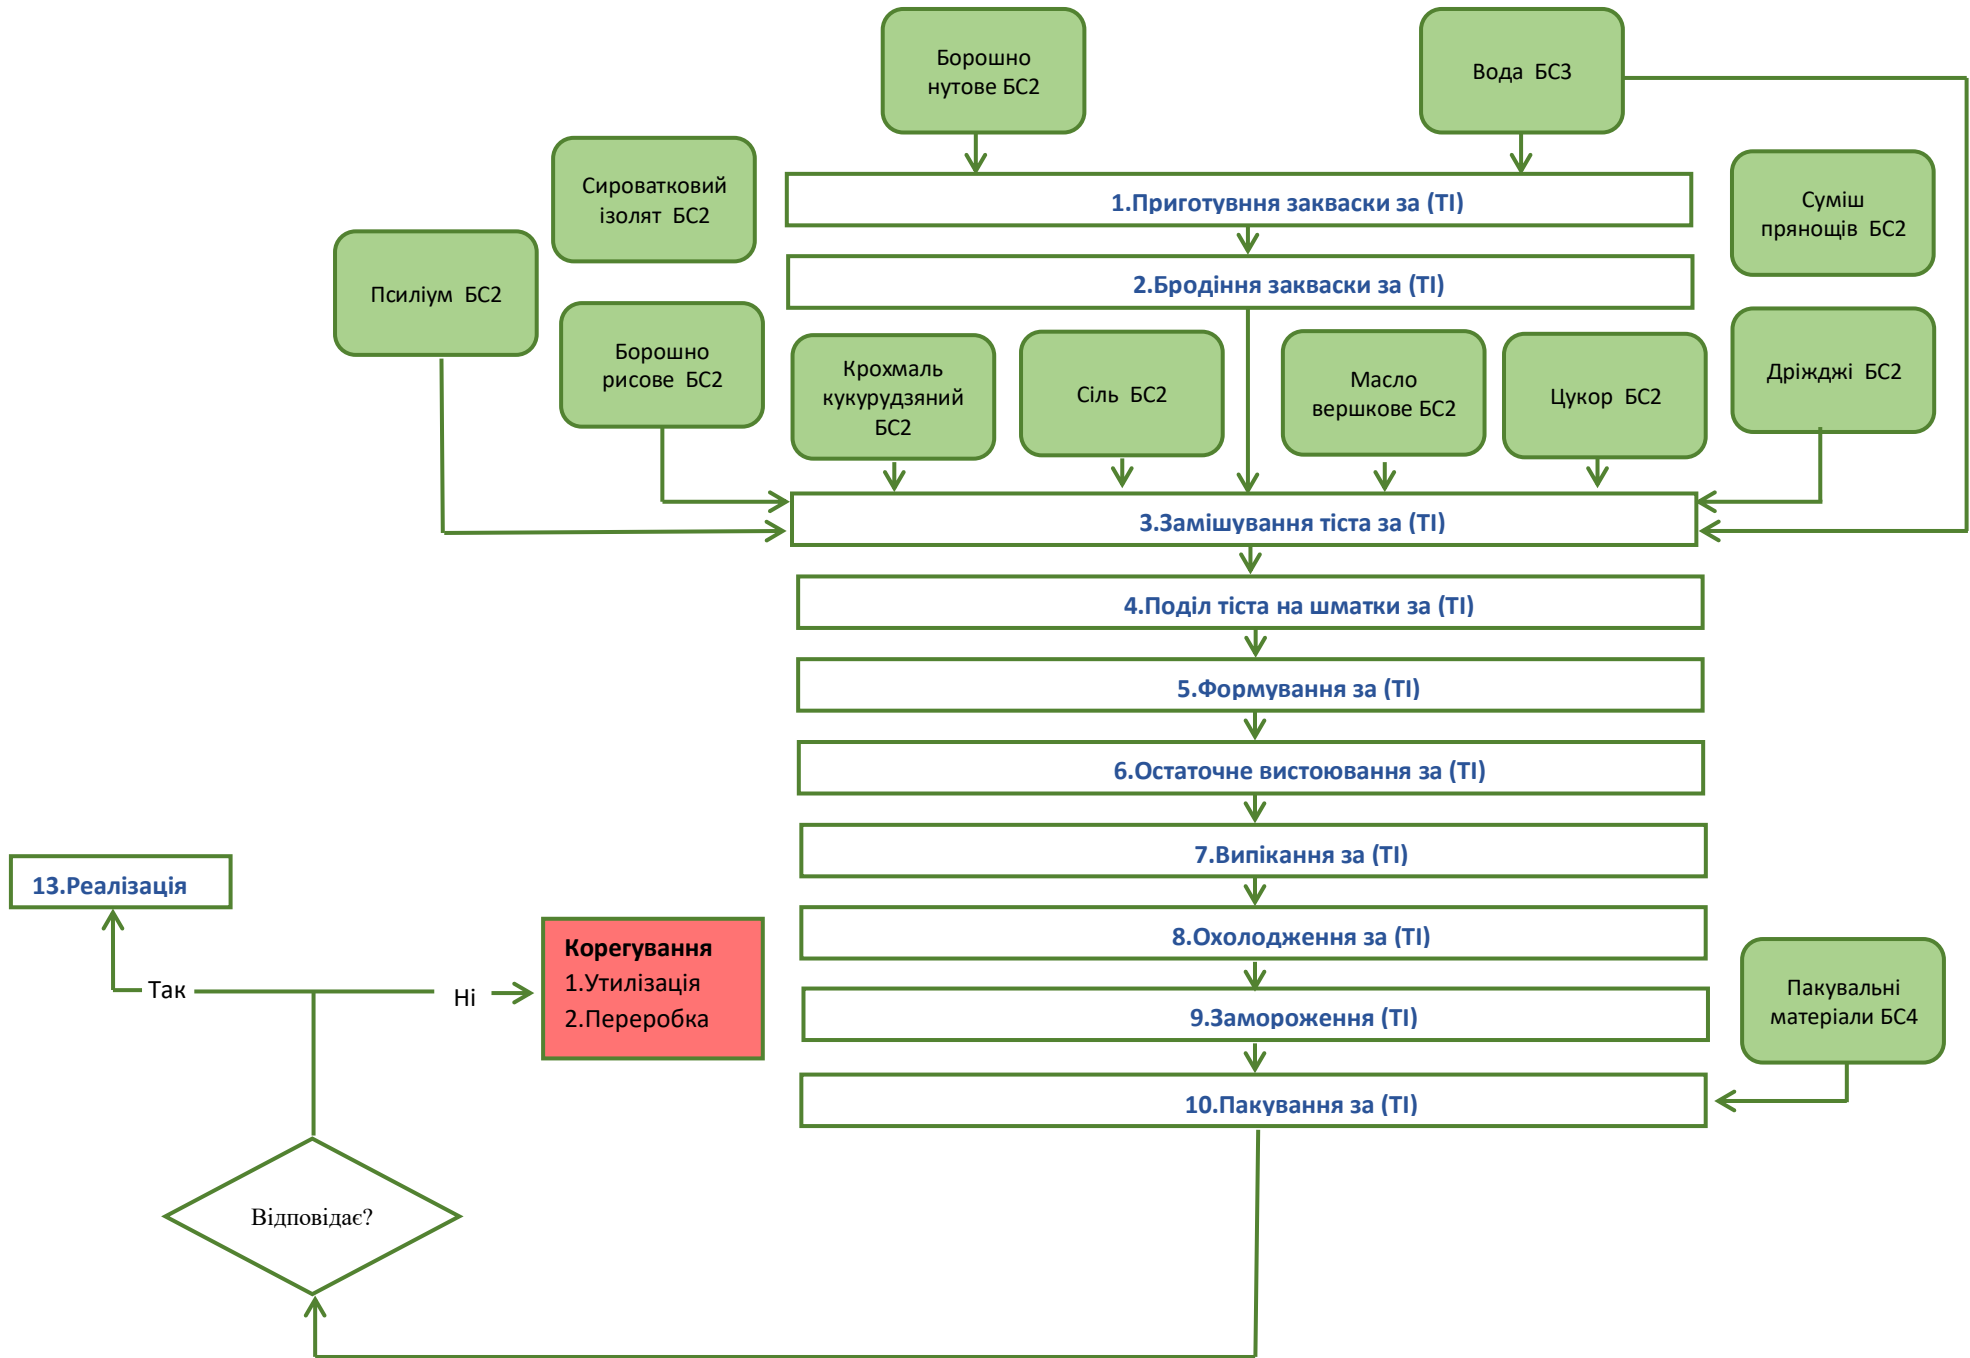 Борошно
нутове БС2
Вода БС3
Сироватковий
ізолят БС2
Суміш
прянощів БС2
1.Приготувння закваски за (ТІ)
Псиліум БС2
2.Бродіння закваски за (ТІ)
Борошно
рисове БС2
Крохмаль
кукурудзяний
БС2
Сіль БС2
Масло
вершкове БС2
Цукор БС2
Дріжджі БС2
3.Замішування тіста за (ТІ)
4.Поділ тіста на шматки за (ТІ)
5.Формування за (ТІ)
6.Остаточне вистоювання за (ТІ)
7.Випікання за (ТІ)
13.Реалізація
8.Охолодження за (ТІ)
Корегування
1.Утилізація
2.Переробка
Так
Ні
Пакувальні
матеріали БС4
9.Замороження (ТІ)
10.Пакування за (ТІ)
Відповідає?